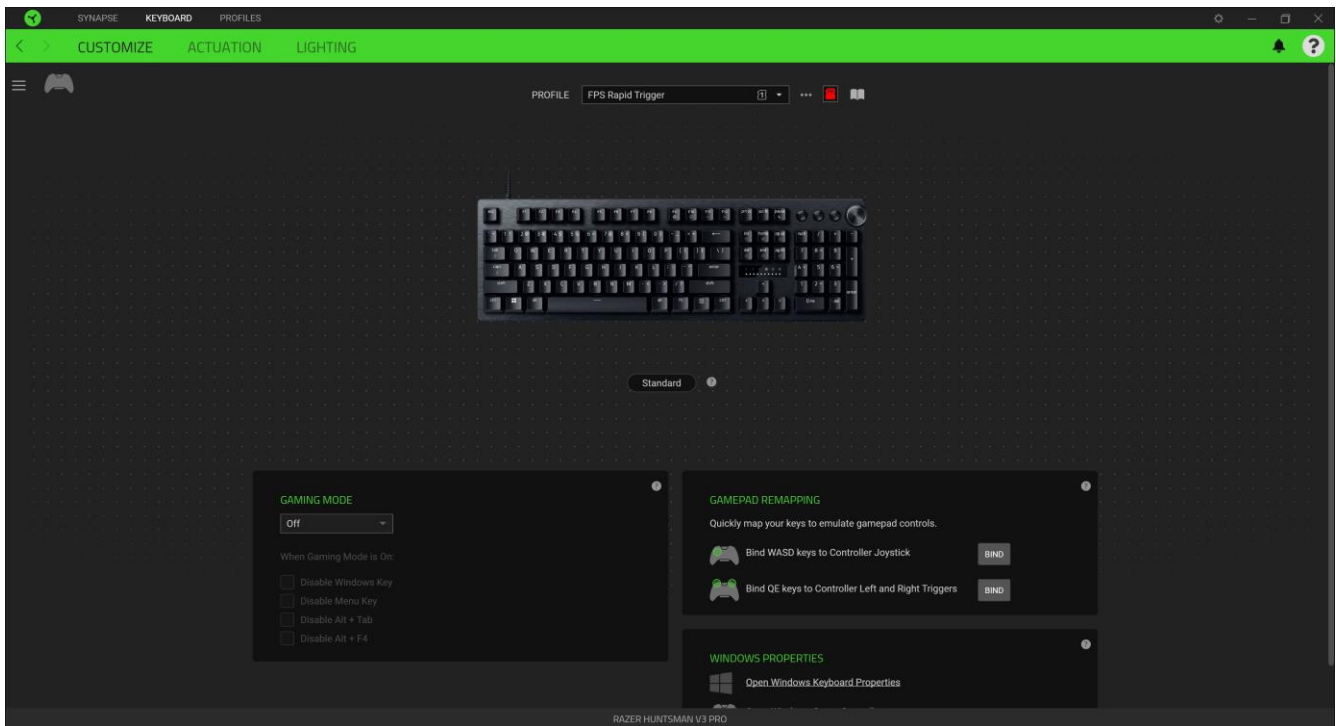 SYNAPSE KEYBOARD PROFILES
CUSTOMIZE ACTUATION LIGHTING
?
PROFILE FPS Rapid Trigger 1
Standard ?
GAMING MODE ?
Off
When Gaming Mode is On:
Disable Windows Key
Disable Menu Key
Disable Alt + Tab
Disable Alt + F4
GAMEPAD REMAPPING ?
Quickly map your keys to emulate gamepad controls.
Bind WASD keys to Controller Joystick BIND
Bind QE keys to Controller Left and Right Triggers BIND
WINDOWS PROPERTIES ?
Open Windows Keyboard Properties
RAZER HUNTSMAN V3 PRO